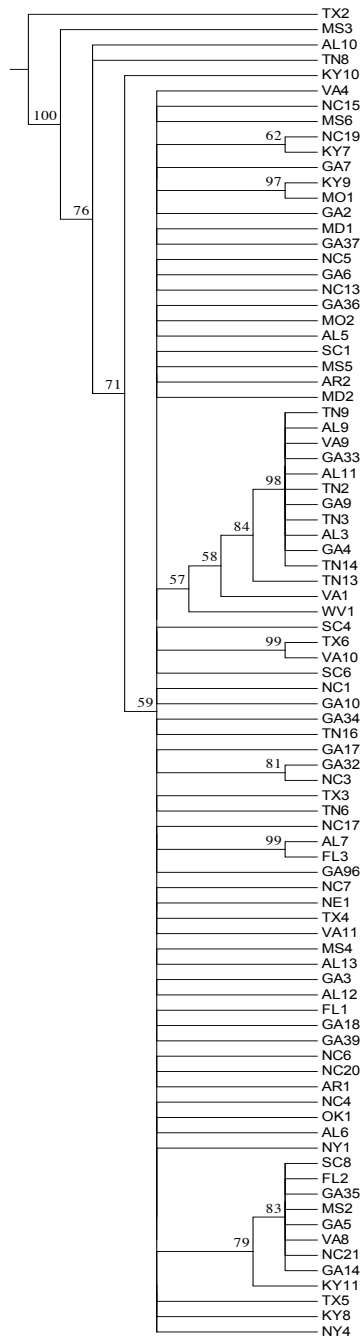 TX2
MS3
AL10
TN8
KY10
VA4
100
NC15
MS6
62
NC19
KY7
GA7
97
KY9
MO1
76
GA2
MD1
GA37
NC5
GA6
NC13
GA36
MO2
AL5
SC1
71
MS5
AR2
MD2
TN9
AL9
VA9
GA33
AL11
98
TN2
GA9
TN3
84
AL3
GA4
58
TN14
57
TN13
VA1
WV1
SC4
99
TX6
VA10
SC6
NC1
59
GA10
GA34
TN16
GA17
81
GA32
NC3
TX3
TN6
NC17
99
AL7
FL3
GA96
NC7
NE1
TX4
VA11
MS4
AL13
GA3
AL12
FL1
GA18
GA39
NC6
NC20
AR1
NC4
OK1
AL6
NY1
SC8
FL2
GA35
83
MS2
GA5
VA8
79
NC21
GA14
KY11
TX5
KY8
NY4